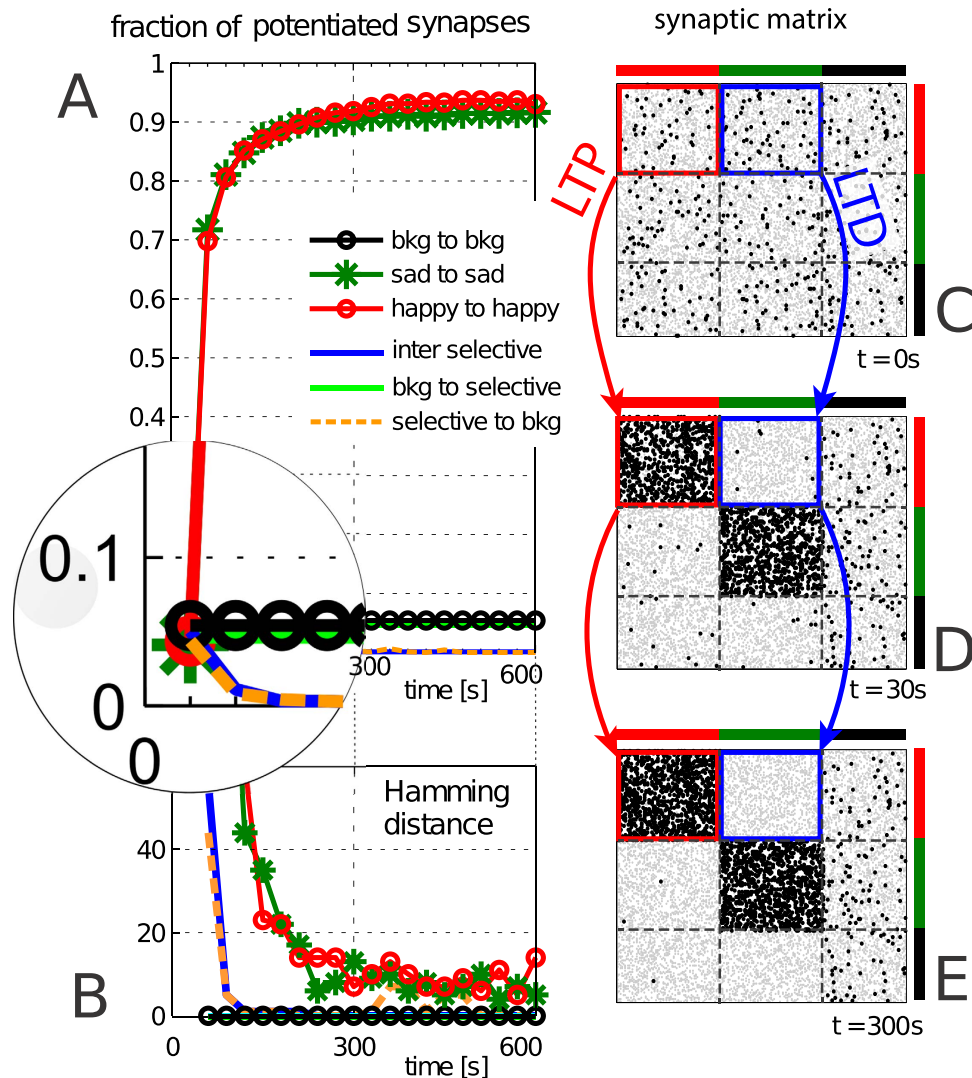 fraction of potentiated synapses
synaptic matrix
A
1
0.9
0.8
0.7
0.6
0.5
0.4
bkg to bkg
sad to sad
happy to happy
inter selective
bkg to selective
selective to bkg
0.1
0
0
300
600
time [s]
Hamming
distance
40
20
0
B
0
300
600
time [s]
LTP
LTD
C
t = 0s
D
t = 30s
E
t = 300s